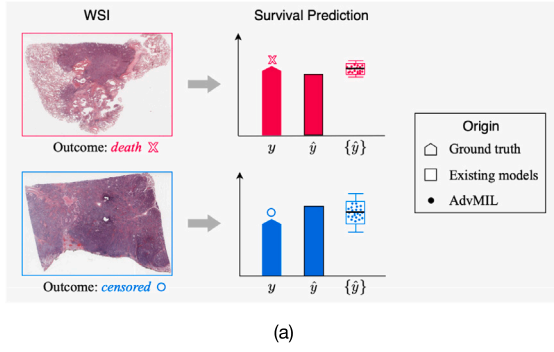 WSI
Survival Prediction
Outcome: death
y
ŷ
{ŷ}
Outcome: censored
y
ŷ
{ŷ}
Origin
Ground truth
Existing models
AdvMIL
(a)